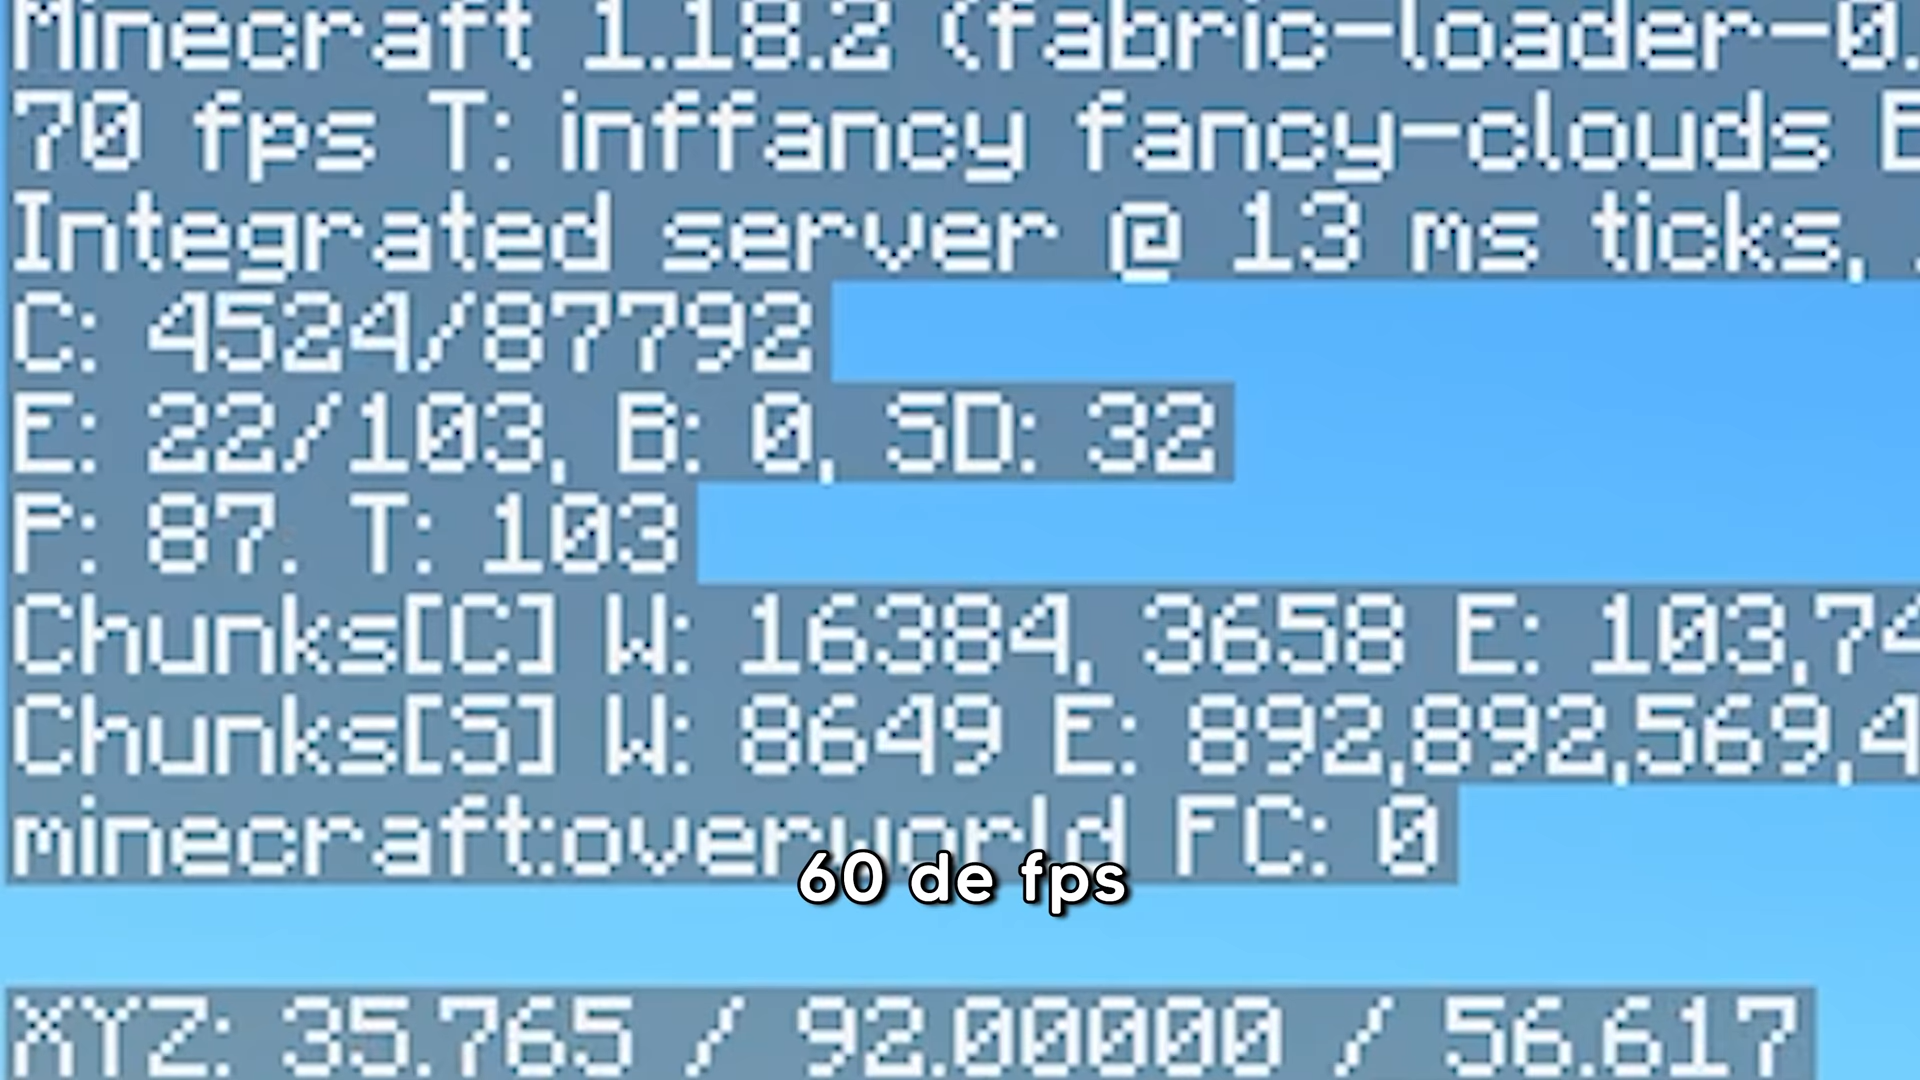 Minecraft 1.18.2 (fabric-loader-0.
70 fps T: inffancy fancy-clouds B
Integrated server @ 13 ms ticks,
C: 4524/87792
E: 22/103, B: 0, SD: 32
P: 87. T: 103
Chunks[C] W: 16384, 3658 E: 103,74
Chunks[S] W: 8649 E: 892,892,569,4
minecraft:overworld FC: 0
60 de fps
XYZ: 35.765 / 92.00000 / 56.617